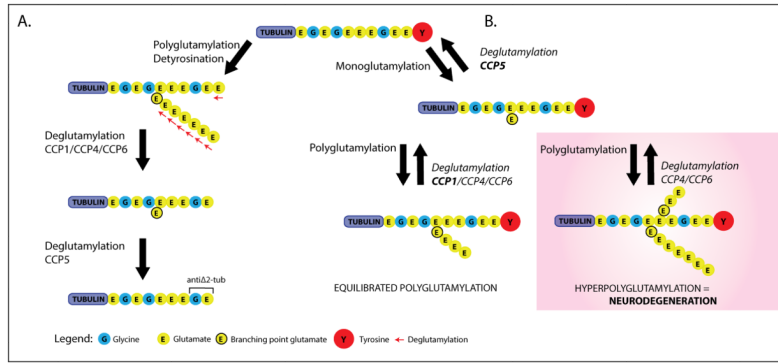 A.
B.
TUBULIN E G E G E E E G E E Y
Polyglutamylation
Detyrosination
Monoglutamylation
Deglutamylation
CCP5
TUBULIN E G E G E E E G E E
E E E E E E E E
TUBULIN E G E G E E E G E E Y
E
Deglutamylation
CCP1/CCP4/CCP6
Polyglutamylation
Deglutamylation
CCP1/CCP4/CCP6
Polyglutamylation
Deglutamylation
CCP4/CCP6
TUBULIN E G E G E E E G E
E
TUBULIN E G E G E E E G E E Y
E E E E
E E E E
TUBULIN E G E G E E E G E E Y
E E E E E E E E
Deglutamylation
CCP5
antiΔ2-tub
TUBULIN E G E G E E E G E
EQUILIBRATED POLYGLUTAMYLATION
HYPERPOLYGLUTAMYLATION =
NEURODEGENERATION
Legend: G Glycine E Glutamate E Branching point glutamate Y Tyrosine Deglutamylation